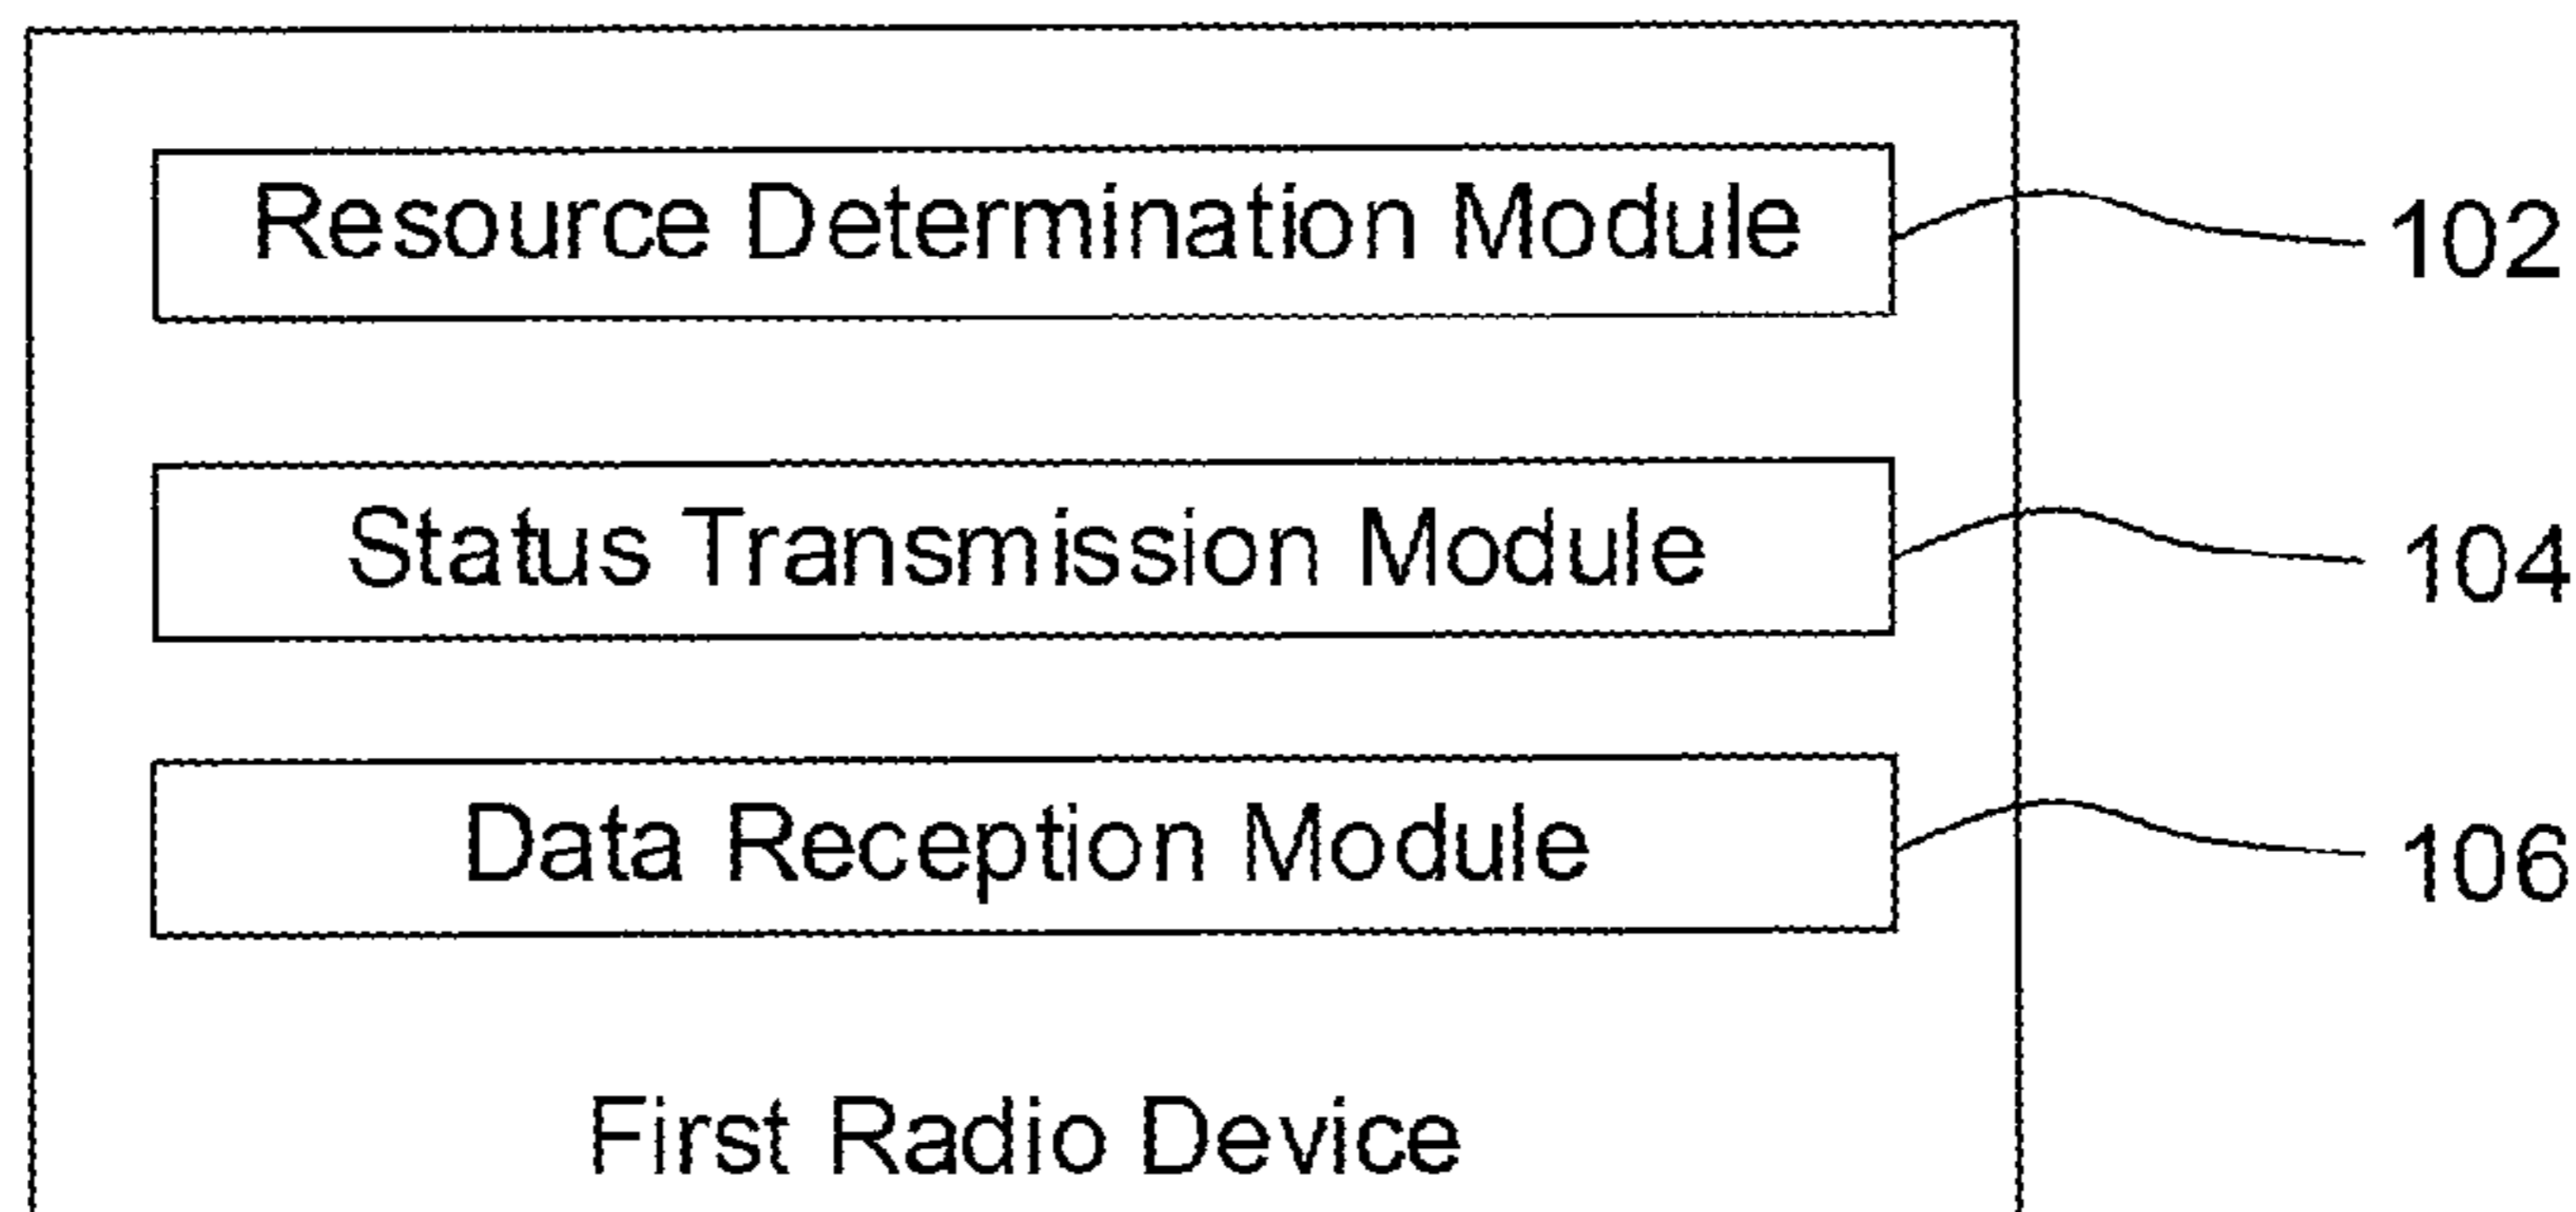 Resource Determination Module 102
Status Transmission Module 104
Data Reception Module 106
First Radio Device